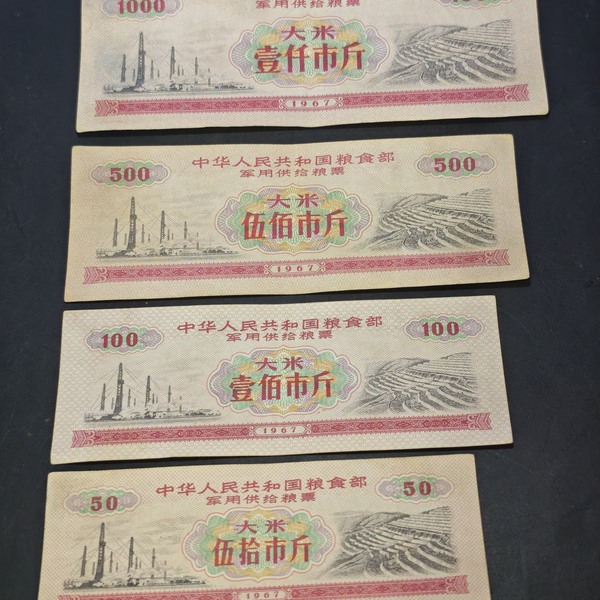 1000
军用供给粮票
大米
壹仟市斤
1967
中华人民共和国粮食部
500 军用供给粮票 500
大米
伍佰市斤
1967
中华人民共和国粮食部
100 军用供给粮票 100
大米
壹佰市斤
1967
中华人民共和国粮食部
50 军用供给粮票 50
大米
伍拾市斤
1967